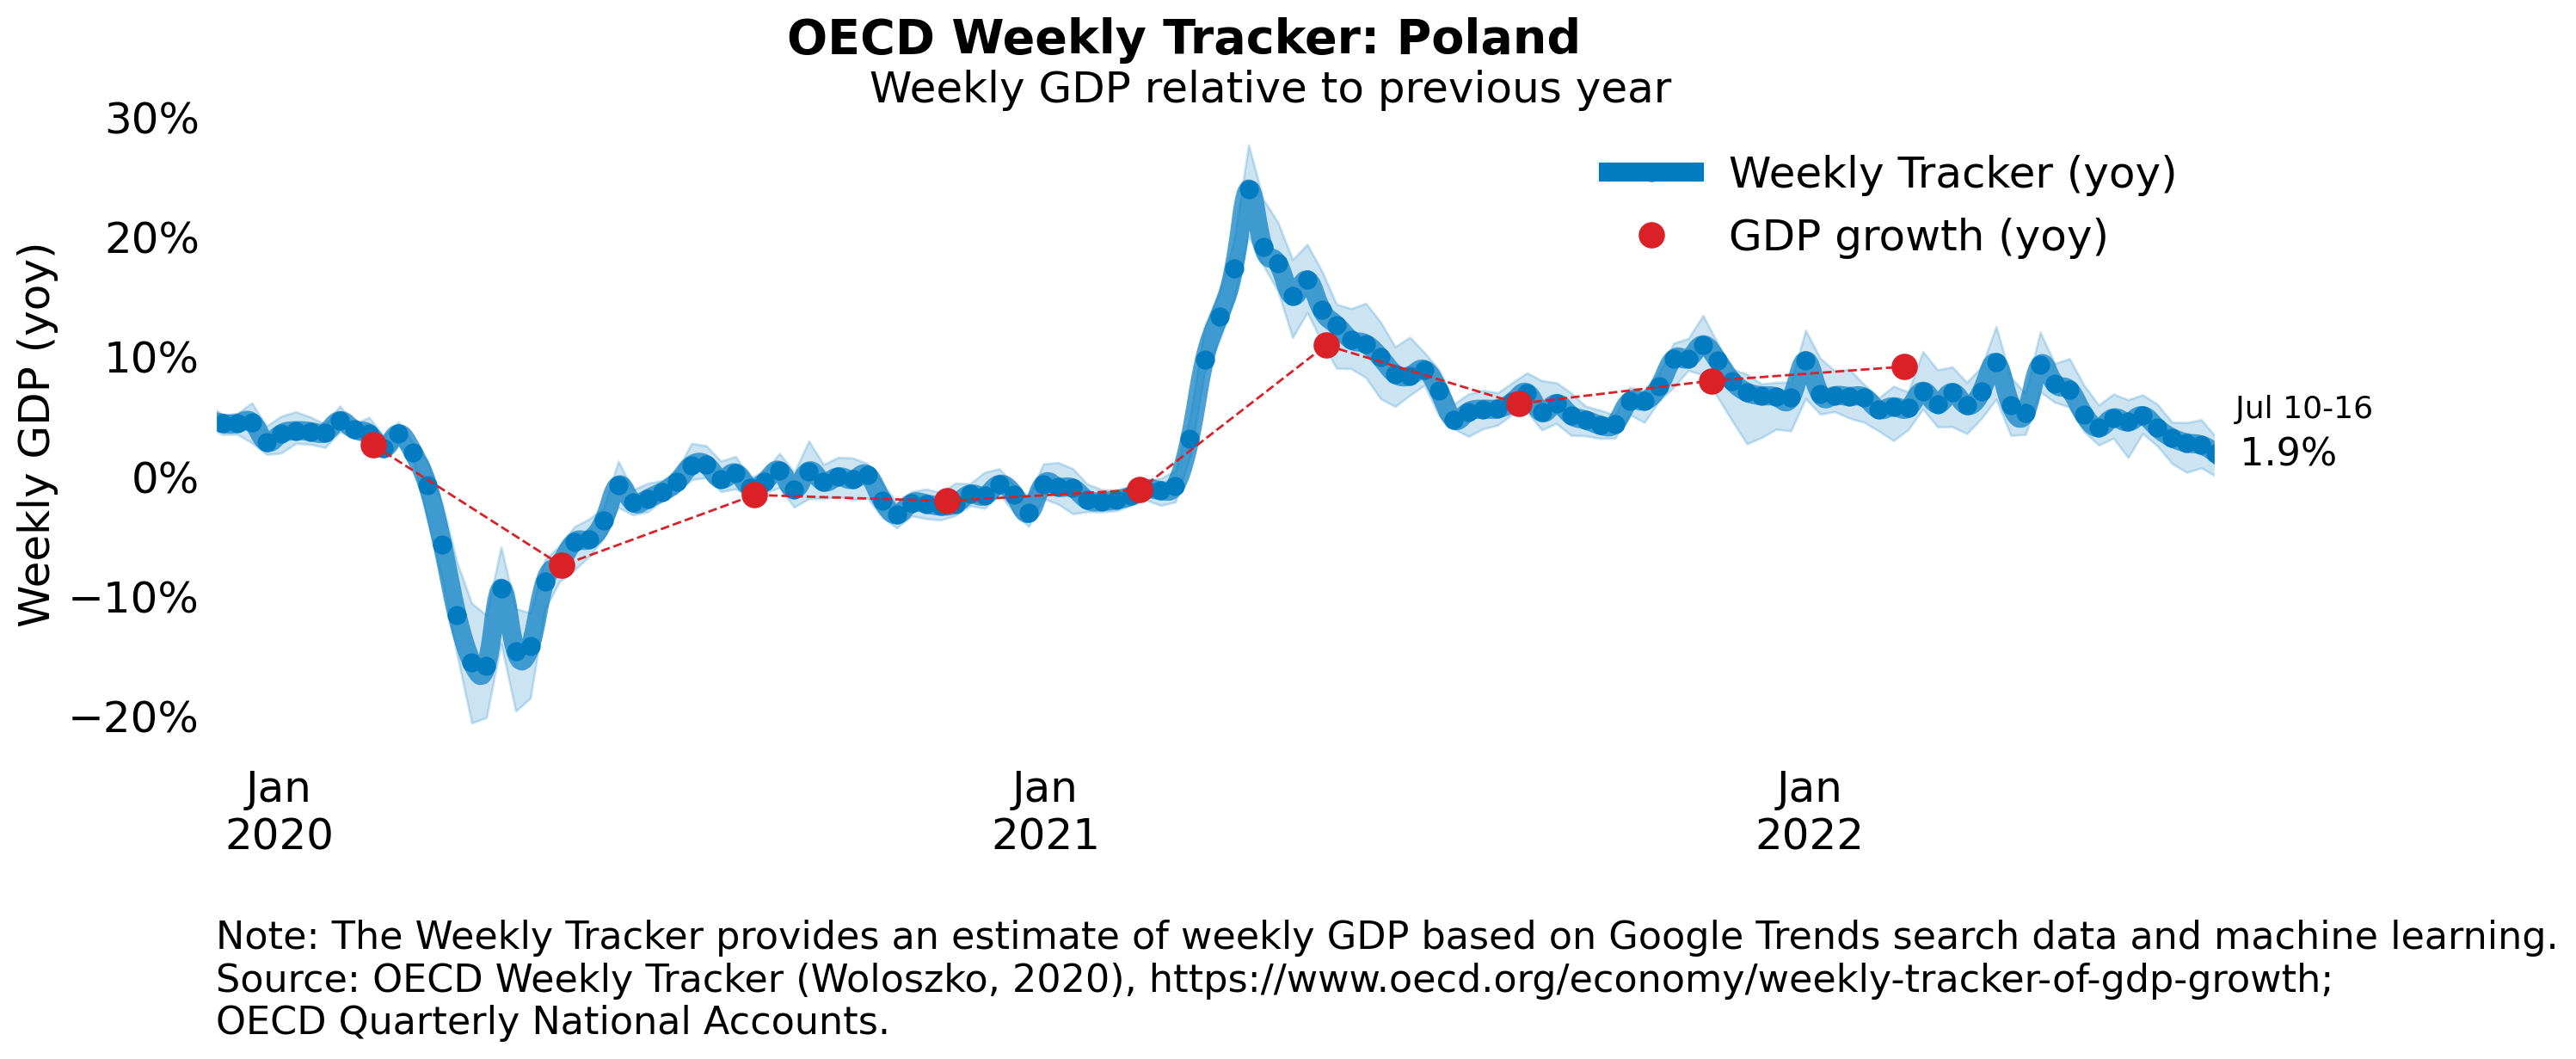 OECD Weekly Tracker: Poland
Weekly GDP relative to previous year
30%
20%
10%
0%
−10%
−20%
Weekly GDP (yoy)
Weekly Tracker (yoy)
GDP growth (yoy)
Jul 10-16
1.9%
Jan
2020
Jan
2021
Jan
2022
Note: The Weekly Tracker provides an estimate of weekly GDP based on Google Trends search data and machine learning.
Source: OECD Weekly Tracker (Woloszko, 2020), https://www.oecd.org/economy/weekly-tracker-of-gdp-growth;
OECD Quarterly National Accounts.